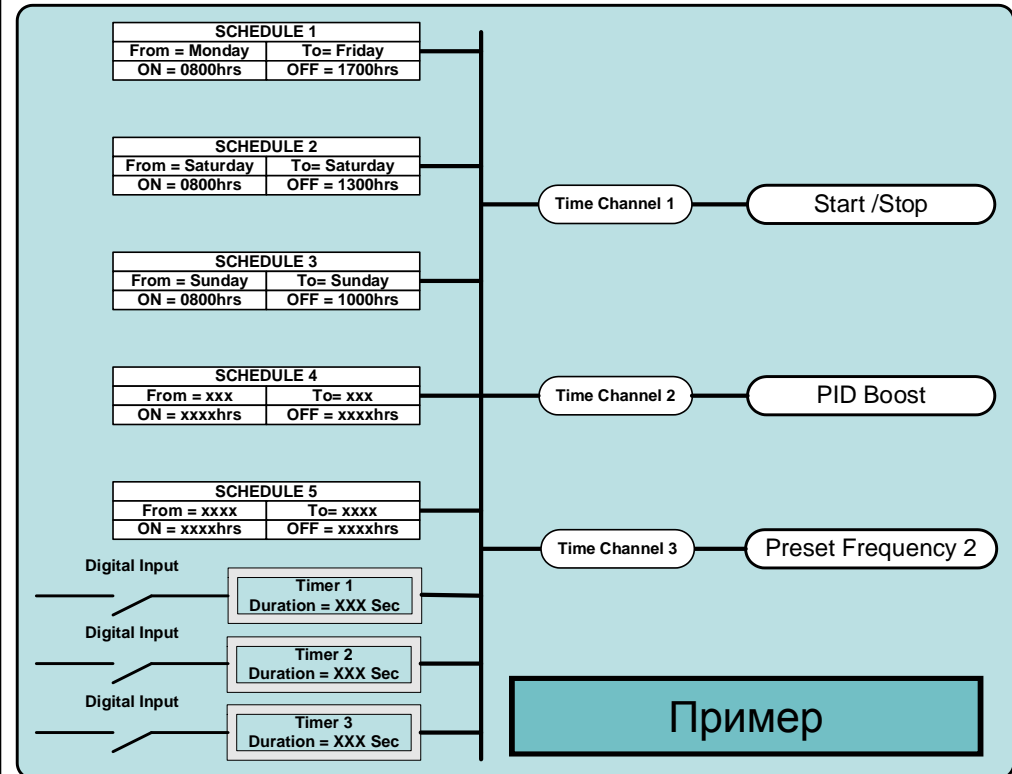 SCHEDULE 1
From = Monday To= Friday
ON = 0800hrs OFF = 1700hrs
SCHEDULE 2
From = Saturday To= Saturday
ON = 0800hrs OFF = 1300hrs
Time Channel 1 Start /Stop
SCHEDULE 3
From = Sunday To= Sunday
ON = 0800hrs OFF = 1000hrs
SCHEDULE 4
From = xxx To= xxx
ON = xxxxhrs OFF = xxxxhrs
Time Channel 2 PID Boost
SCHEDULE 5
From = xxxx To= xxxx
ON = xxxxhrs OFF = xxxxhrs
Time Channel 3 Preset Frequency 2
Digital Input
Timer 1
Duration = XXX Sec
Digital Input
Timer 2
Duration = XXX Sec
Digital Input
Timer 3
Duration = XXX Sec
Пример